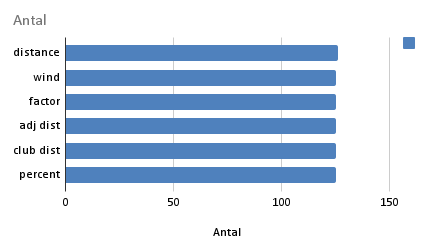 Antal
distance
wind
factor
adj dist
club dist
percent
0 50 100 150
Antal